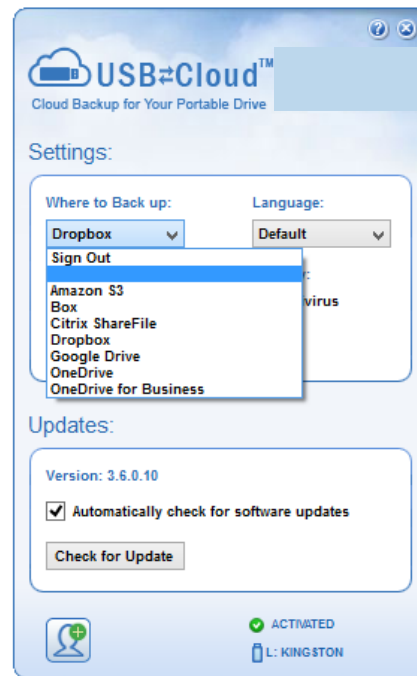 USB⇄Cloud™
Cloud Backup for Your Portable Drive
Settings:
Where to Back up: Language:
Dropbox Default
Sign Out
Amazon S3
Box
Citrix ShareFile
Dropbox
Google Drive
OneDrive
OneDrive for Business
Updates:
Version: 3.6.0.10
Automatically check for software updates
Check for Update
ACTIVATED
L: KINGSTON